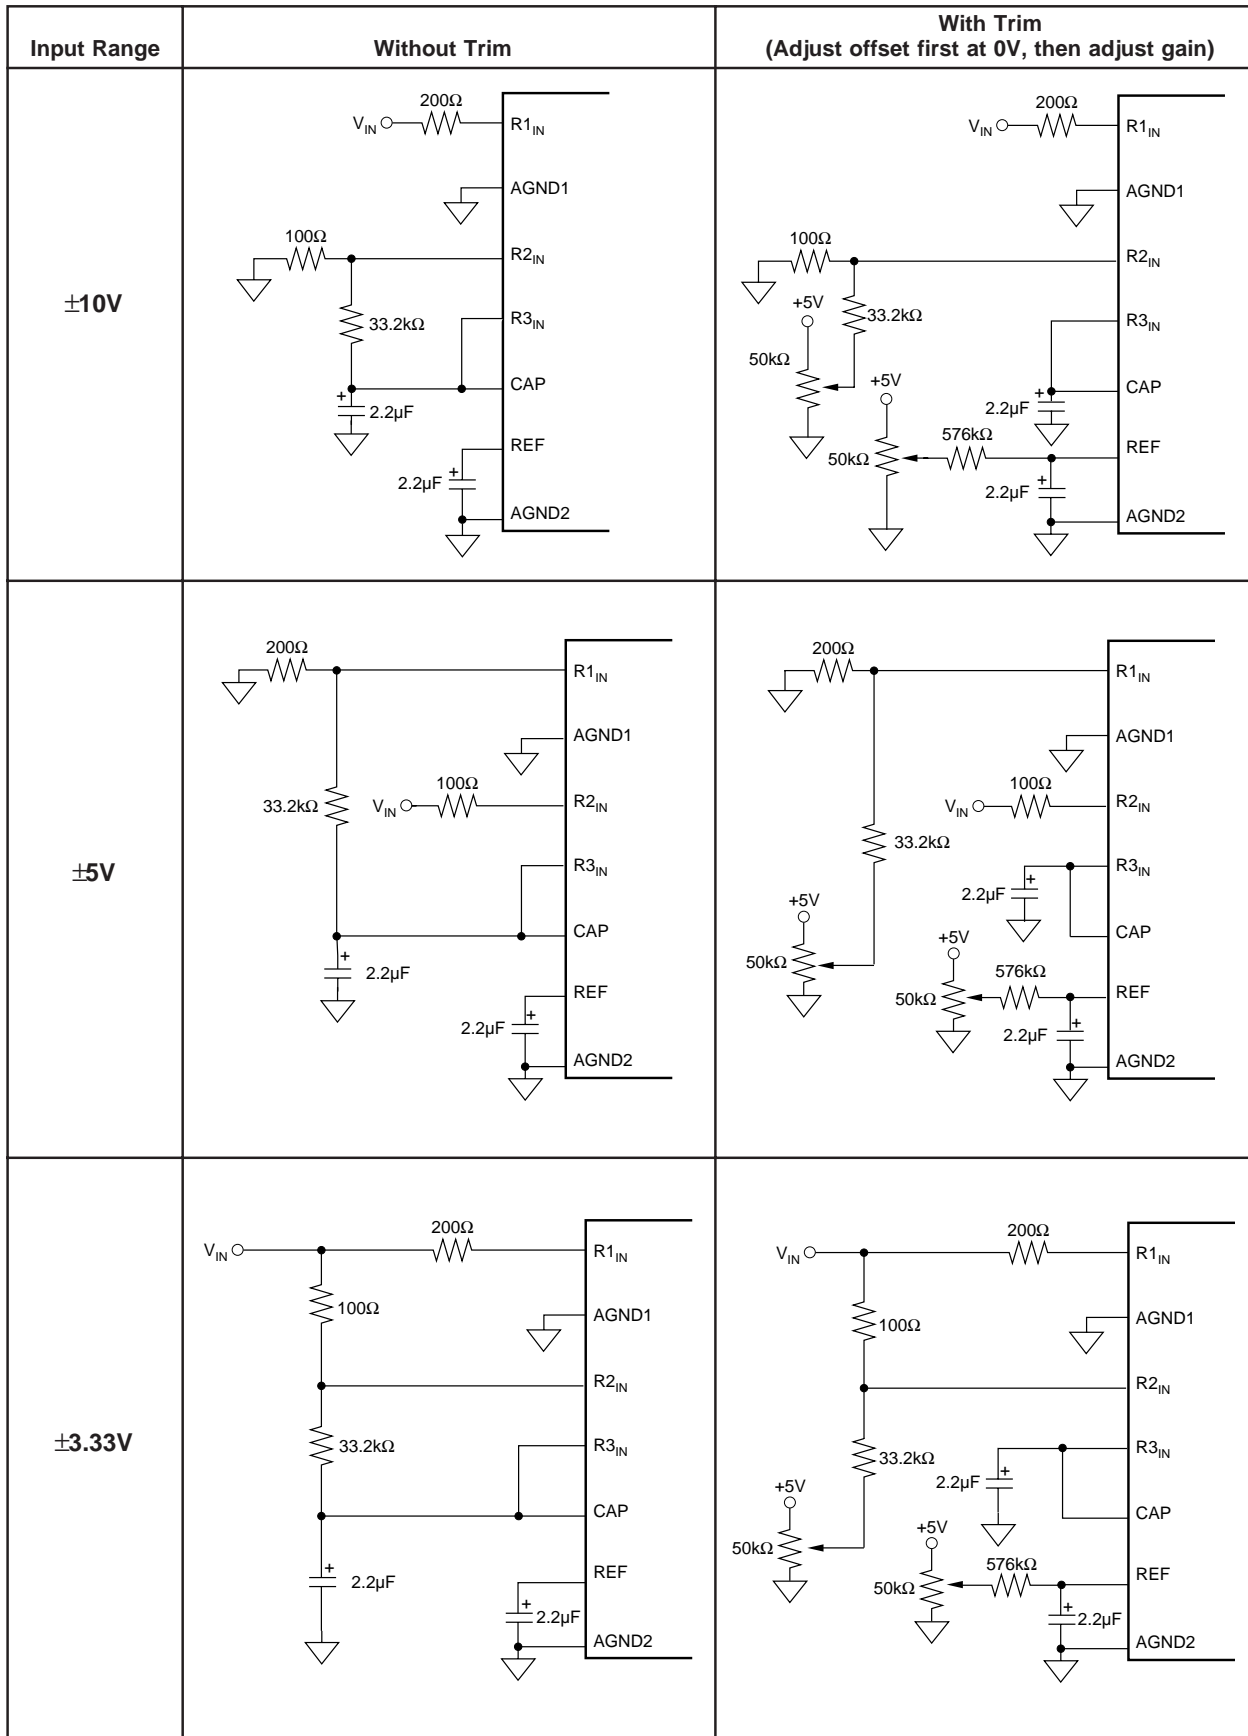 Input Range
Without Trim
With Trim
(Adjust offset first at 0V, then adjust gain)
±10V
200Ω
VIN
R1IN
AGND1
100Ω
R2IN
33.2kΩ
R3IN
CAP
+
2.2µF
REF
+
2.2µF
AGND2
200Ω
VIN
R1IN
AGND1
100Ω
R2IN
+5V
33.2kΩ
R3IN
50kΩ
+5V
CAP
+
2.2µF
576kΩ
REF
50kΩ
+
2.2µF
AGND2
±5V
200Ω
R1IN
AGND1
100Ω
33.2kΩ
VIN
R2IN
R3IN
CAP
+
2.2µF
REF
+
2.2µF
AGND2
200Ω
R1IN
AGND1
100Ω
VIN
R2IN
33.2kΩ
R3IN
+
2.2µF
+5V
CAP
+5V
50kΩ
576kΩ
REF
50kΩ
+
2.2µF
AGND2
±3.33V
200Ω
VIN
R1IN
100Ω
AGND1
R2IN
33.2kΩ
R3IN
CAP
+
2.2µF
REF
+
2.2µF
AGND2
200Ω
VIN
R1IN
100Ω
AGND1
R2IN
33.2kΩ
R3IN
+
2.2µF
+5V
CAP
+5V
50kΩ
576kΩ
REF
50kΩ
+
2.2µF
AGND2